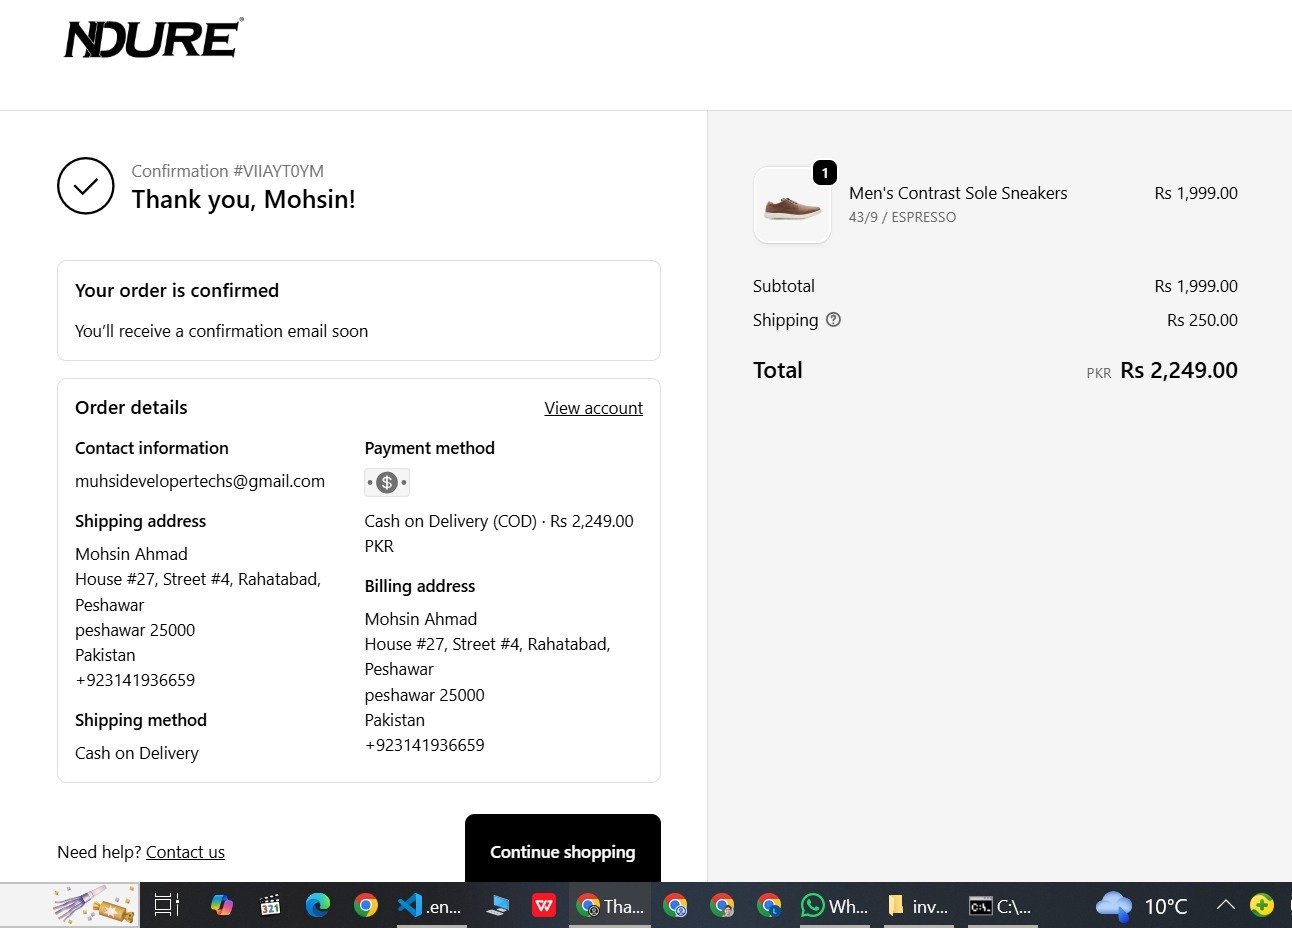 NDURE
Confirmation #VIIAYT0YM
Thank you, Mohsin!
Your order is confirmed
You'll receive a confirmation email soon
Order details
View account
Contact information
muhsidevelopertechs@gmail.com
Shipping address
Mohsin Ahmad
House #27, Street #4, Rahatabad,
Peshawar
peshawar 25000
Pakistan
+923141936659
Shipping method
Cash on Delivery
Payment method
$
Cash on Delivery (COD) · Rs 2,249.00
PKR
Billing address
Mohsin Ahmad
House #27, Street #4, Rahatabad,
Peshawar
peshawar 25000
Pakistan
+923141936659
Need help? Contact us
Continue shopping
1
Men's Contrast Sole Sneakers Rs 1,999.00
43/9 / ESPRESSO
Subtotal Rs 1,999.00
Shipping Rs 250.00
Total PKR Rs 2,249.00
321 .en... W Tha... Wh... inv... C:\... 10°C